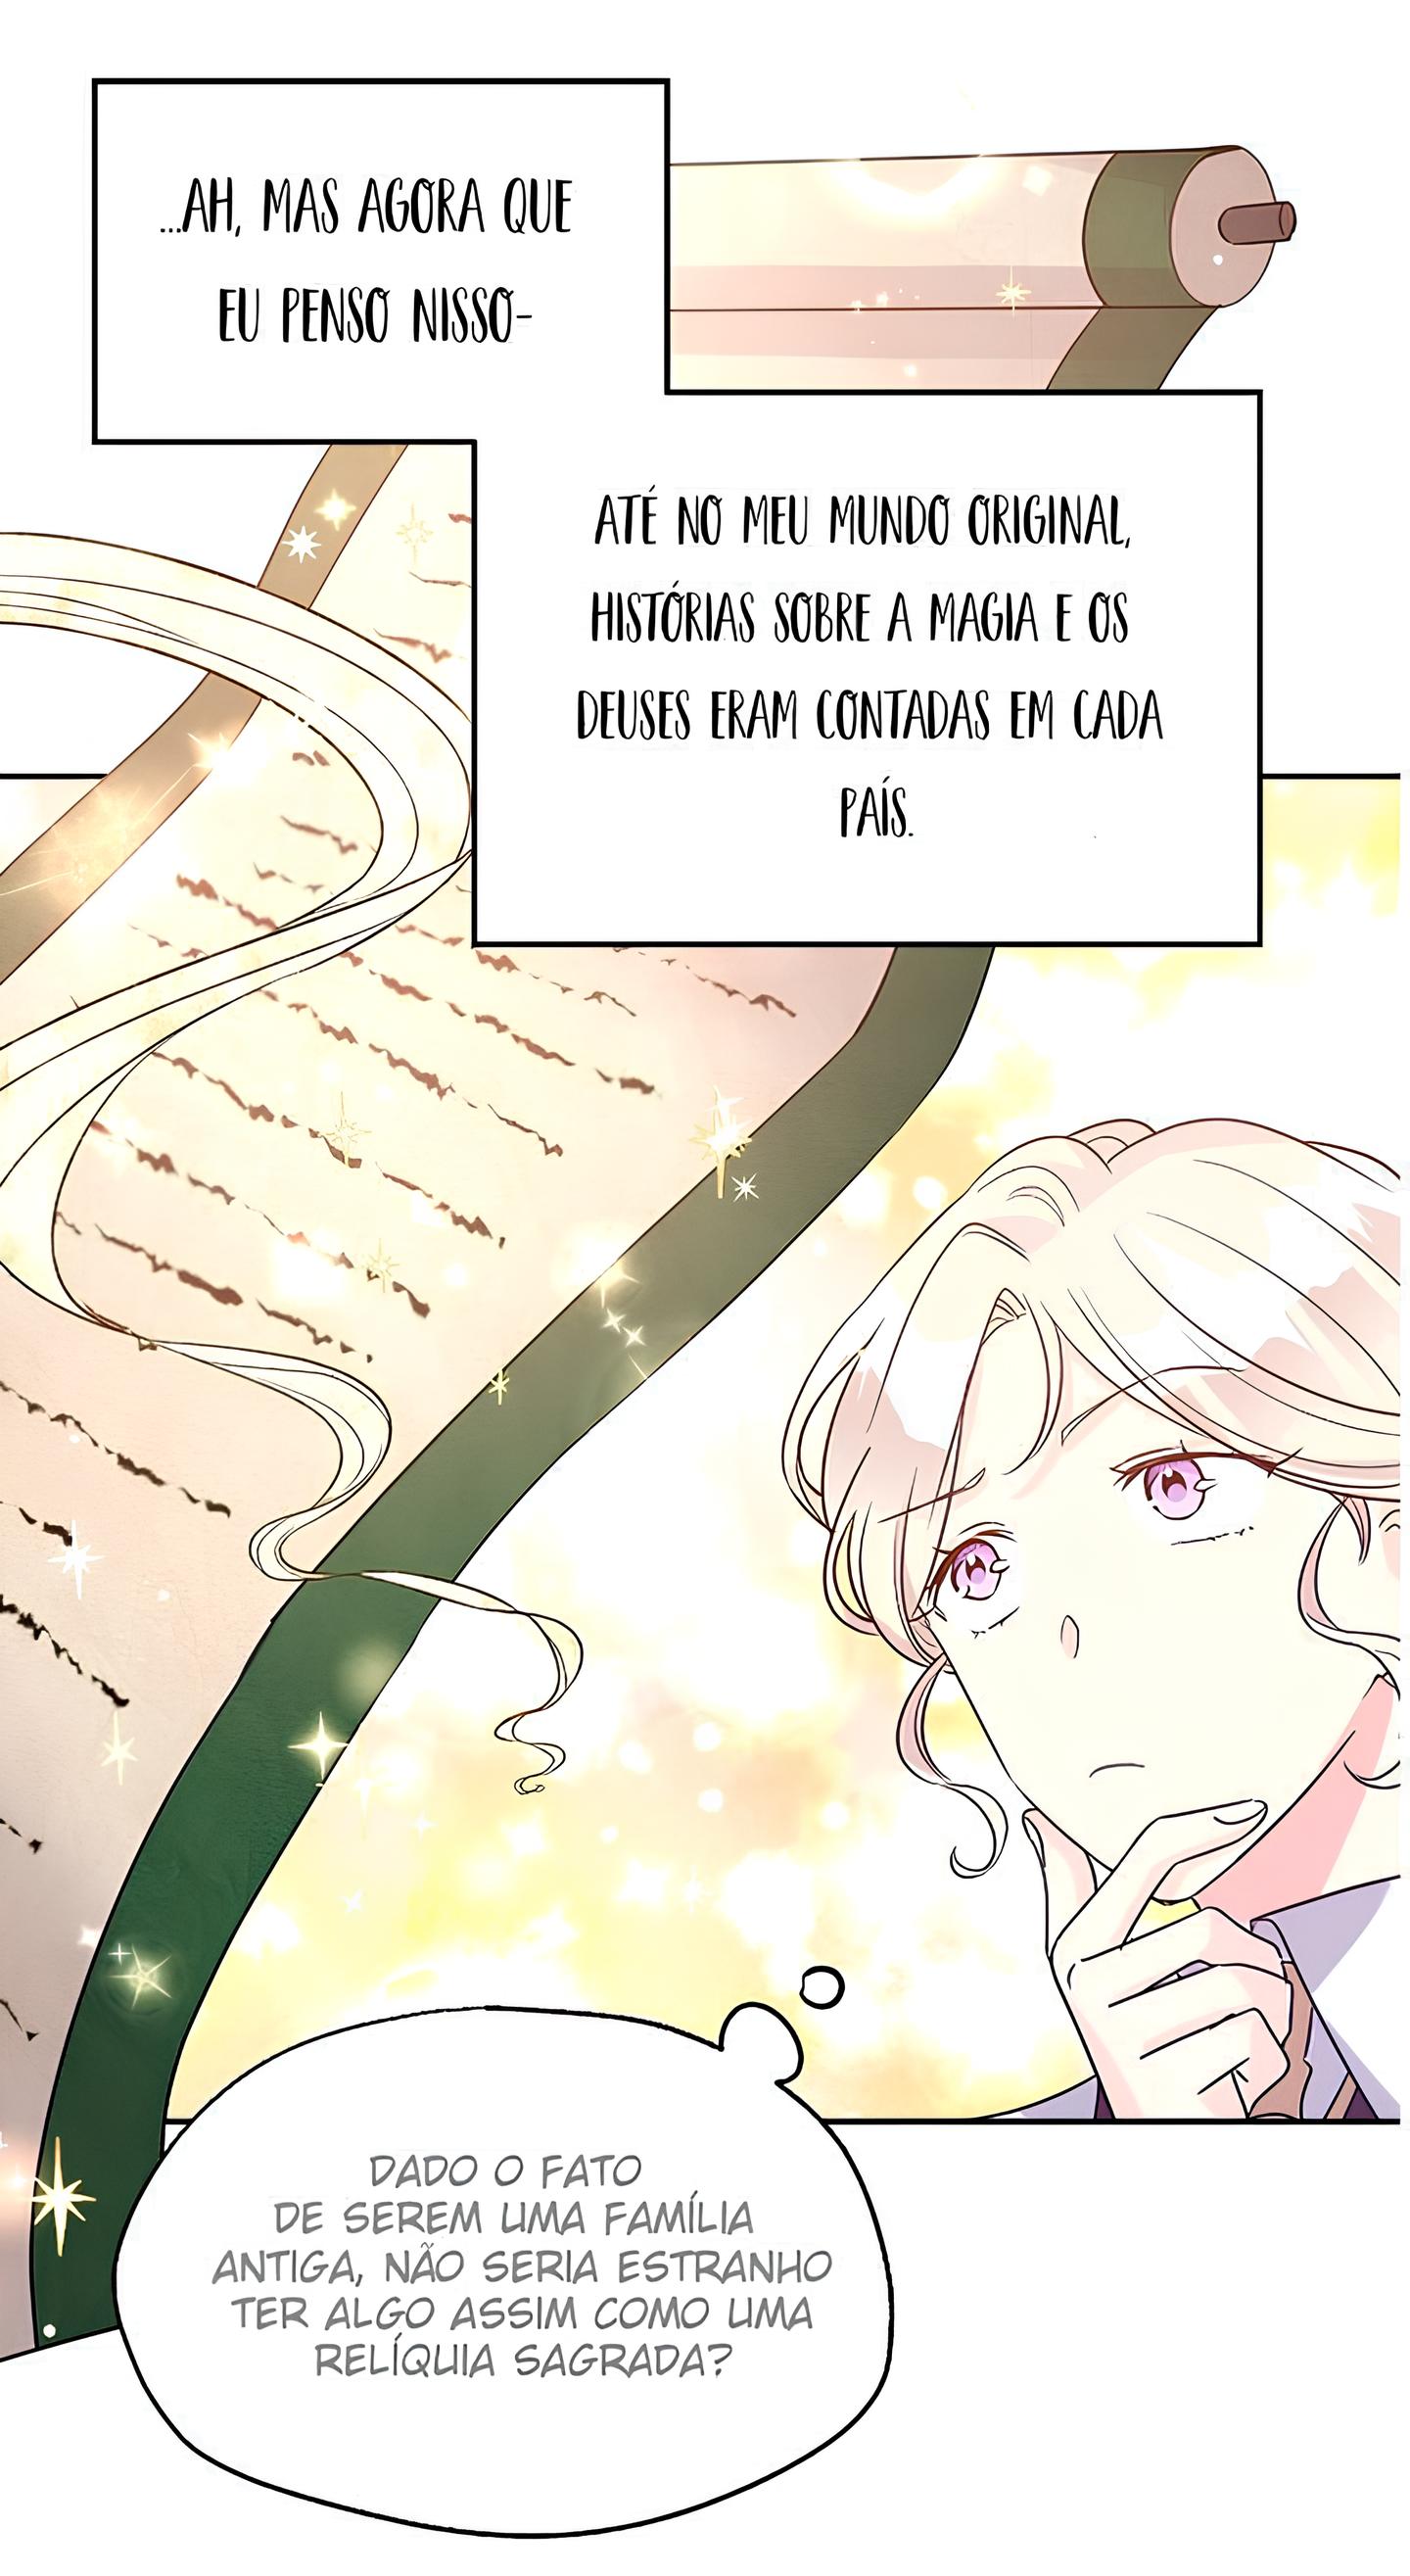 ...AH, MAS AGORA QUE
EU PENSO NISSO-
ATÉ NO MEU MUNDO ORIGINAL,
HISTÓRIAS SOBRE A MAGIA E OS
DEUSES ERAM CONTADAS EM CADA
PAÍS.
DADO O FATO
DE SEREM UMA FAMÍLIA
ANTIGA, NÃO SERIA ESTRANHO
TER ALGO ASSIM COMO UMA
RELÍQUIA SAGRADA?